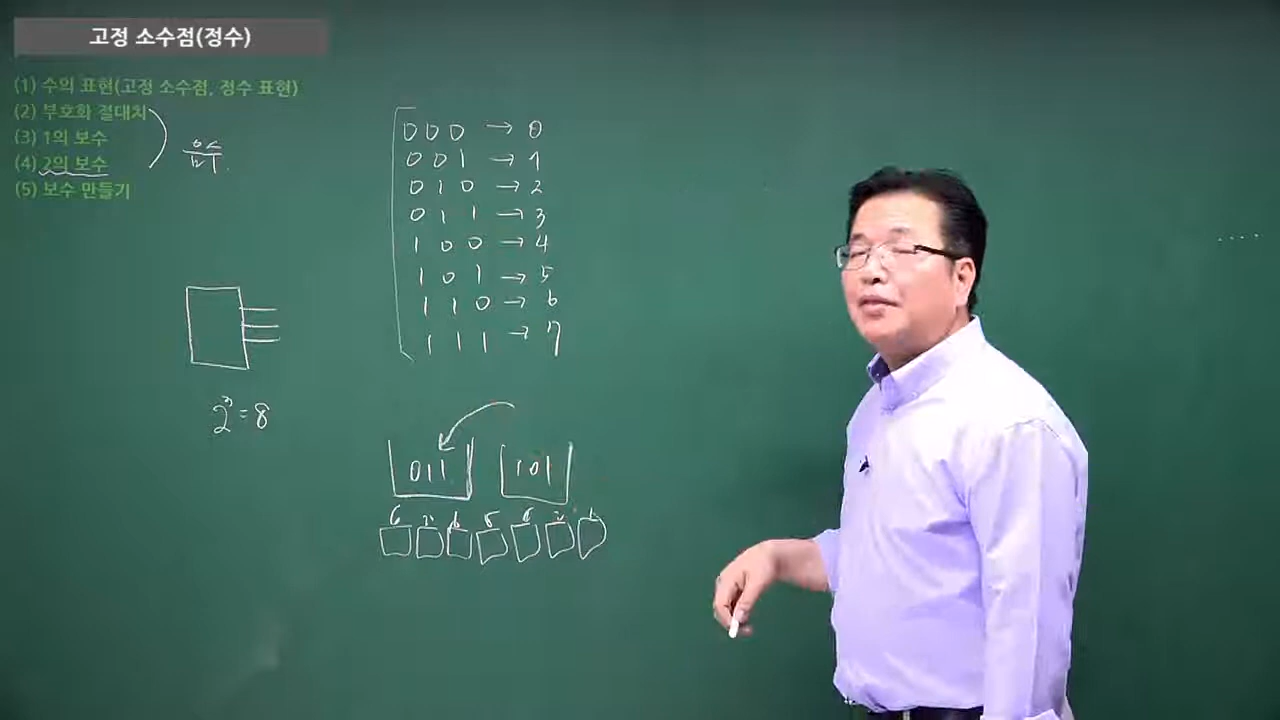 고정 소수점(정수)
(1) 수의 표현(고정 소수점, 정수 표현)
(2) 부호화 절대치
(3) 1의 보수
(4) 2의 보수
(5) 보수 만들기
음수
000 → 0
001 → 1
010 → 2
011 → 3
100 → 4
101 → 5
110 → 6
111 → 7
2³=8
011 101